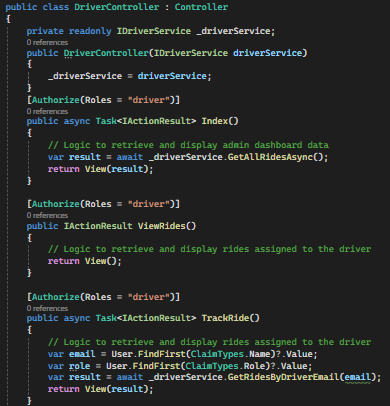 public class DriverController : Controller
{
private readonly IDriverService _driverService;
0 references
public DriverController(IDriverService driverService)
{
_driverService = driverService;
}
[Authorize(Roles = "driver")]
0 references
public async Task<IActionResult> Index()
{
// Logic to retrieve and display admin dashboard data
var result = await _driverService.GetAllRidesAsync();
return View(result);
}
[Authorize(Roles = "driver")]
0 references
public IActionResult ViewRides()
{
// Logic to retrieve and display rides assigned to the driver
return View();
}
[Authorize(Roles = "driver")]
0 references
public async Task<IActionResult> TrackRide()
{
// Logic to retrieve and display rides assigned to the driver
var email = User.FindFirst(ClaimTypes.Name)?.Value;
var role = User.FindFirst(ClaimTypes.Role)?.Value;
var result = await _driverService.GetRidesByDriverEmail(email);
return View(result);
}